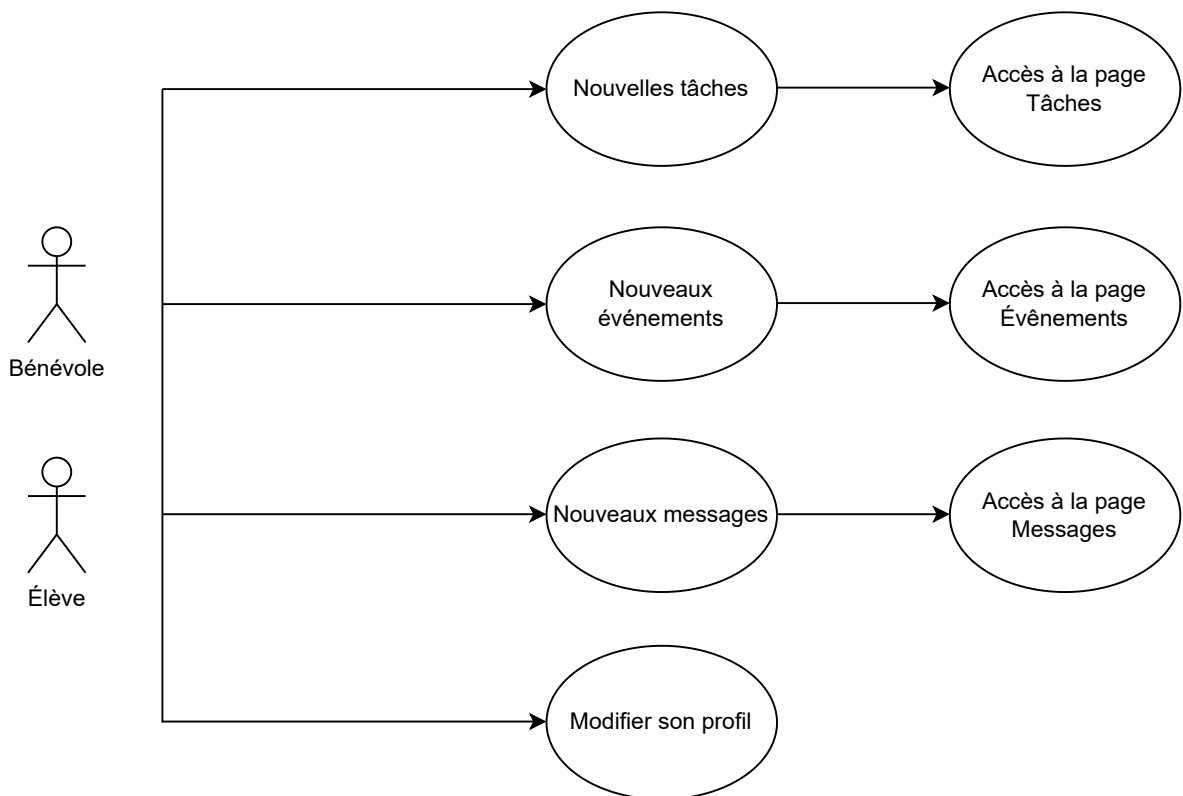 Nouvelles tâches
Accès à la page
Tâches
Nouveaux
événements
Accès à la page
Évênements
Bénévole
Nouveaux messages
Accès à la page
Messages
Élève
Modifier son profil